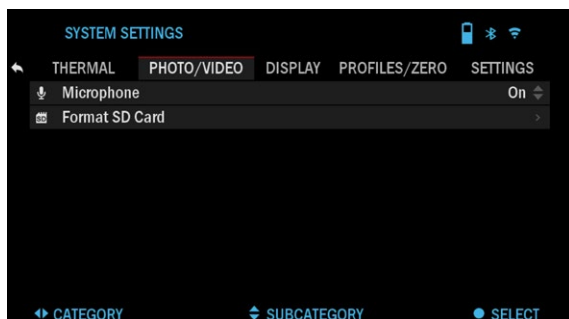 SYSTEM SETTINGS
THERMAL PHOTO/VIDEO DISPLAY PROFILES/ZERO SETTINGS
Microphone On
Format SD Card
CATEGORY SUBCATEGORY SELECT